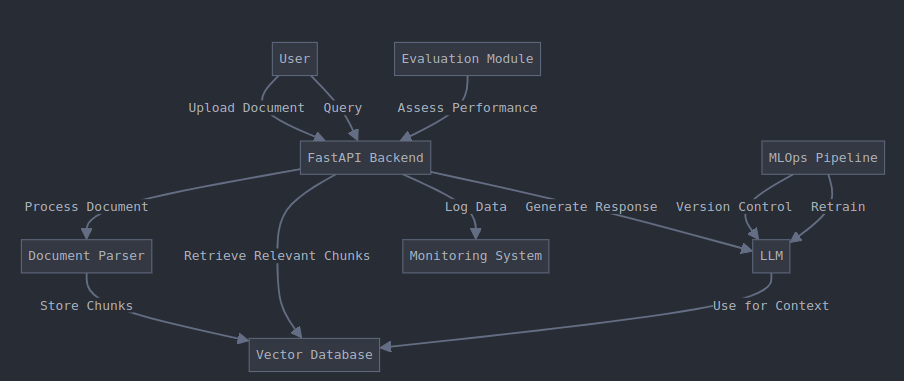 User
Evaluation Module
Upload Document
Query
Assess Performance
FastAPI Backend
MLOps Pipeline
Process Document
Log Data
Generate Response
Version Control
Retrain
Document Parser
Retrieve Relevant Chunks
Monitoring System
LLM
Store Chunks
Use for Context
Vector Database